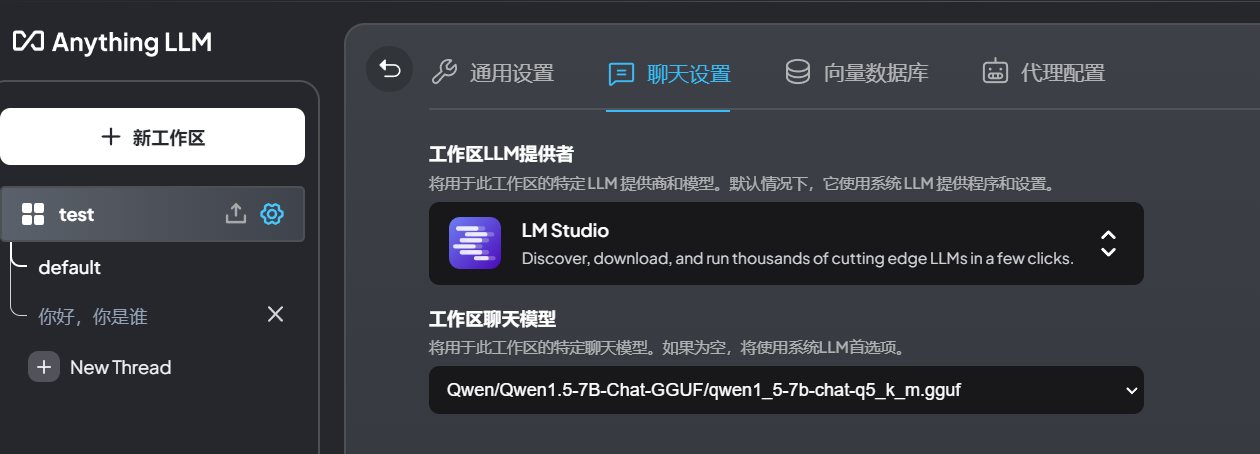 Anything LLM
新工作区
test
default
你好，你是谁
New Thread
通用设置
聊天设置
向量数据库
代理配置
工作区LLM提供者
将用于此工作区的特定 LLM 提供商和模型。默认情况下，它使用系统 LLM 提供程序和设置。
LM Studio
Discover, download, and run thousands of cutting edge LLMs in a few clicks.
工作区聊天模型
将用于此工作区的特定聊天模型。如果为空，将使用系统LLM首选项。
Qwen/Qwen1.5-7B-Chat-GGUF/qwen1_5-7b-chat-q5_k_m.gguf